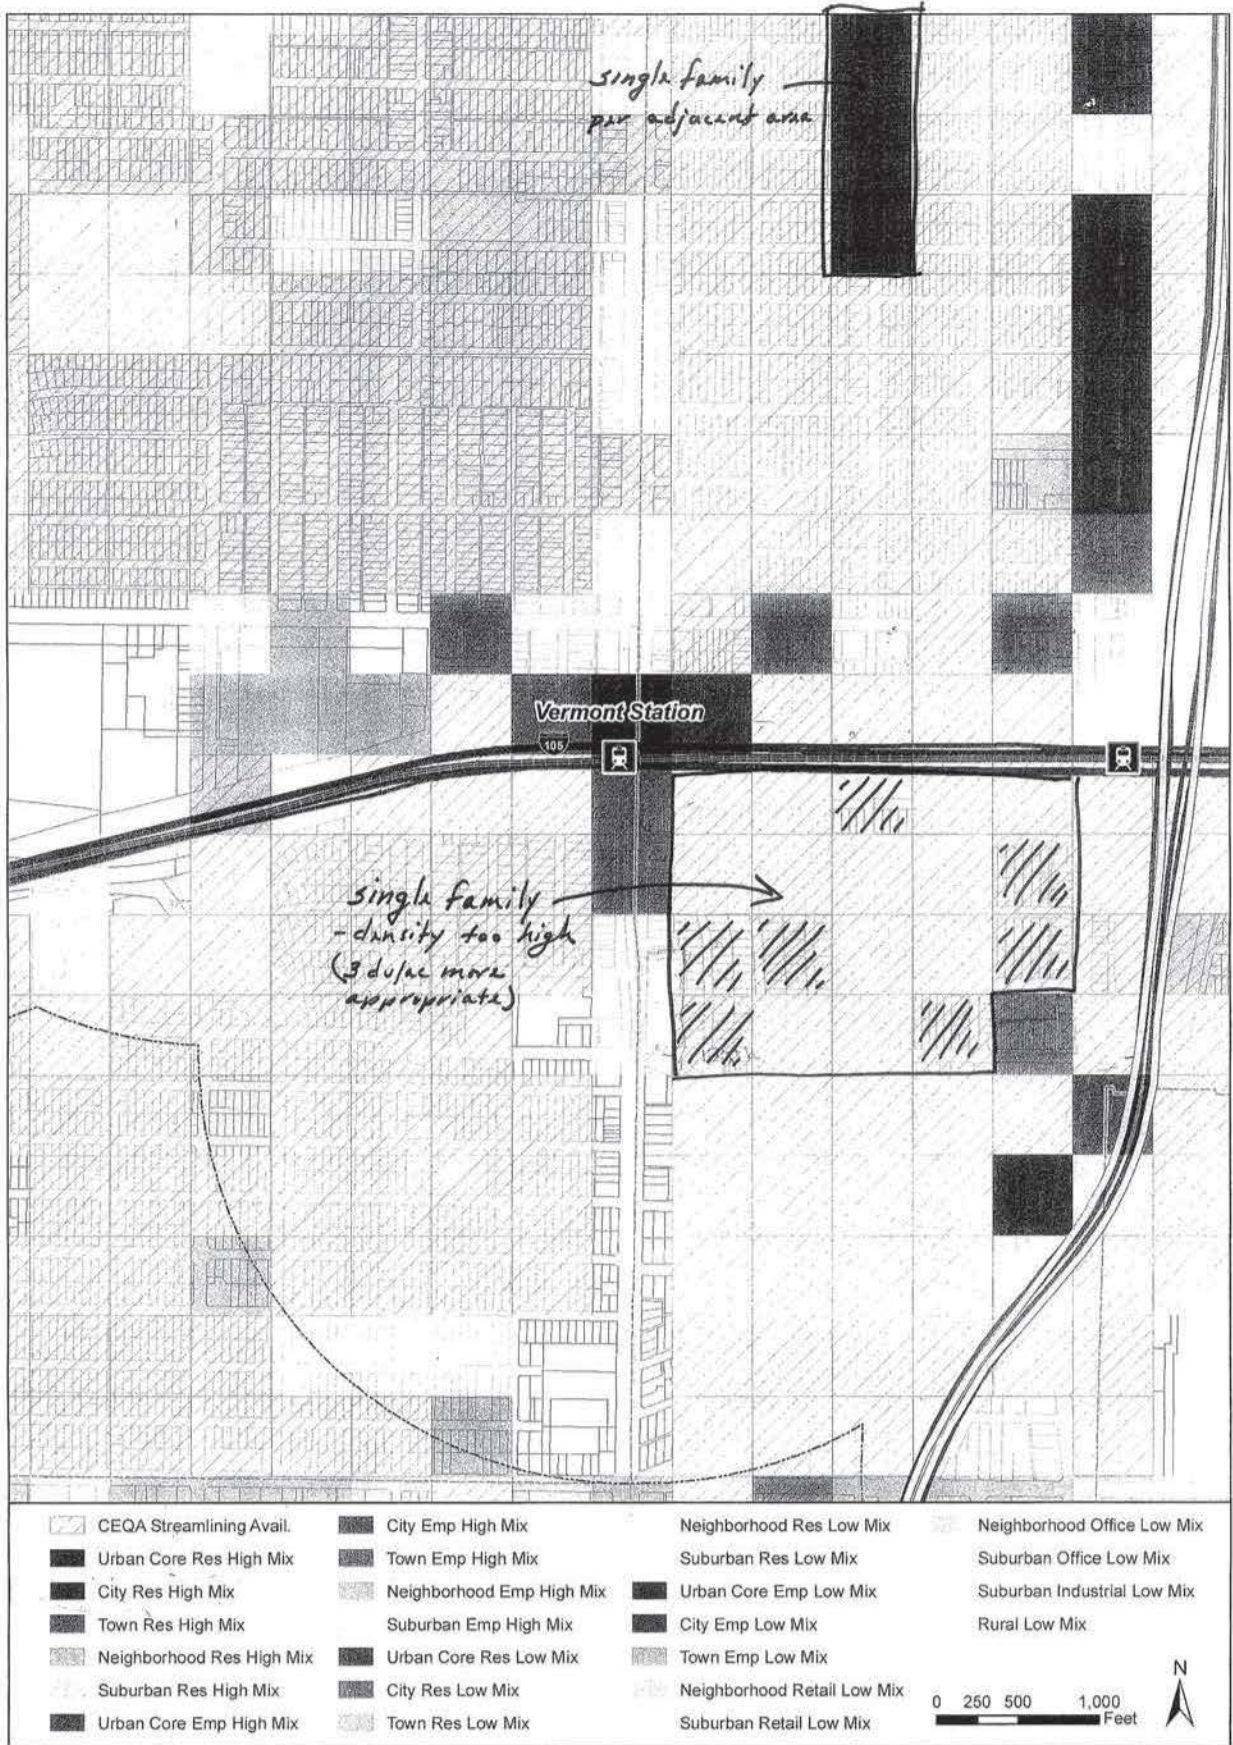 single family
per adjacent area
Vermont Station
105
single family
- density too high
(3 du/ac more
appropriate)
CEQA Streamlining Avail.
Urban Core Res High Mix
City Res High Mix
Town Res High Mix
Neighborhood Res High Mix
Suburban Res High Mix
Urban Core Emp High Mix
City Emp High Mix
Town Emp High Mix
Neighborhood Emp High Mix
Suburban Emp High Mix
Urban Core Res Low Mix
City Res Low Mix
Town Res Low Mix
Neighborhood Res Low Mix
Suburban Res Low Mix
Urban Core Emp Low Mix
City Emp Low Mix
Town Emp Low Mix
Neighborhood Retail Low Mix
Suburban Retail Low Mix
Neighborhood Office Low Mix
Suburban Office Low Mix
Suburban Industrial Low Mix
Rural Low Mix
0 250 500 1,000
Feet
N